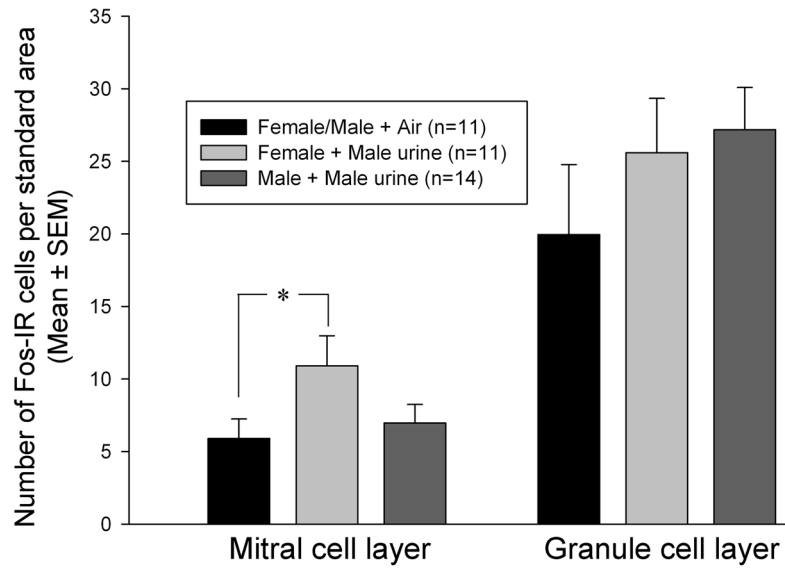 Number of Fos-IR cells per standard area
(Mean ± SEM)
35
30
25
20
15
10
5
0
Female/Male + Air (n=11)
Female + Male urine (n=11)
Male + Male urine (n=14)
*
Mitral cell layer
Granule cell layer